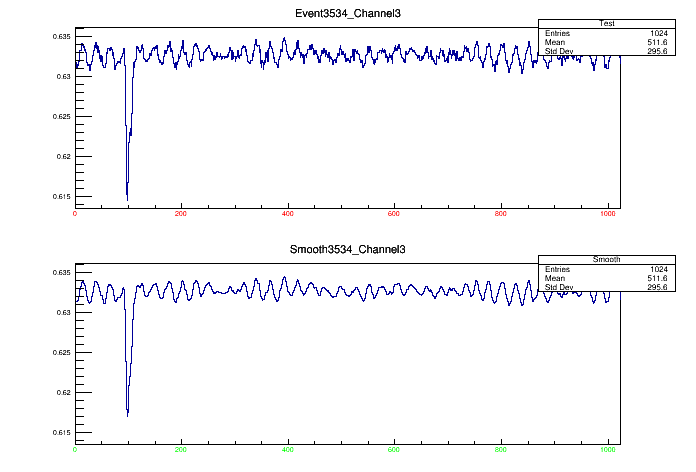 Event3534_Channel3
Test
Entries 1024
Mean 511.6
Std Dev 295.6
0.635
0.63
0.625
0.62
0.615
0 200 400 600 800 1000
Smooth3534_Channel3
Smooth
Entries 1024
Mean 511.6
Std Dev 295.6
0.635
0.63
0.625
0.62
0.615
0 200 400 600 800 1000